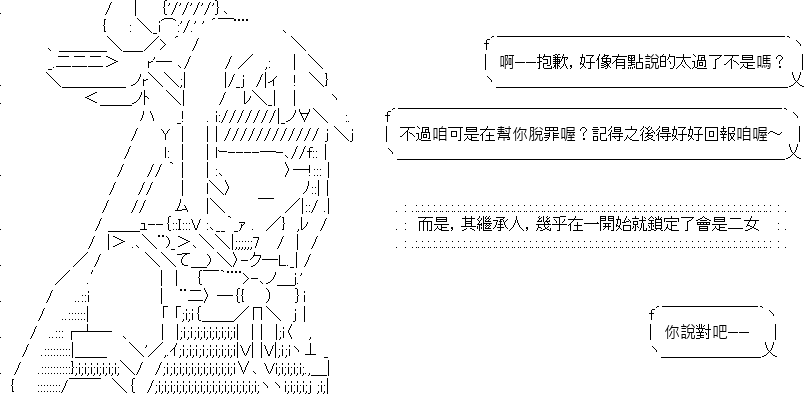 啊——抱歉，好像有點說的太過了不是嗎？
不過咱可是在幫你脫罪喔？記得之後得好好回報咱喔～
而是，其繼承人，幾乎在一開始就鎖定了會是二女
你說對吧——